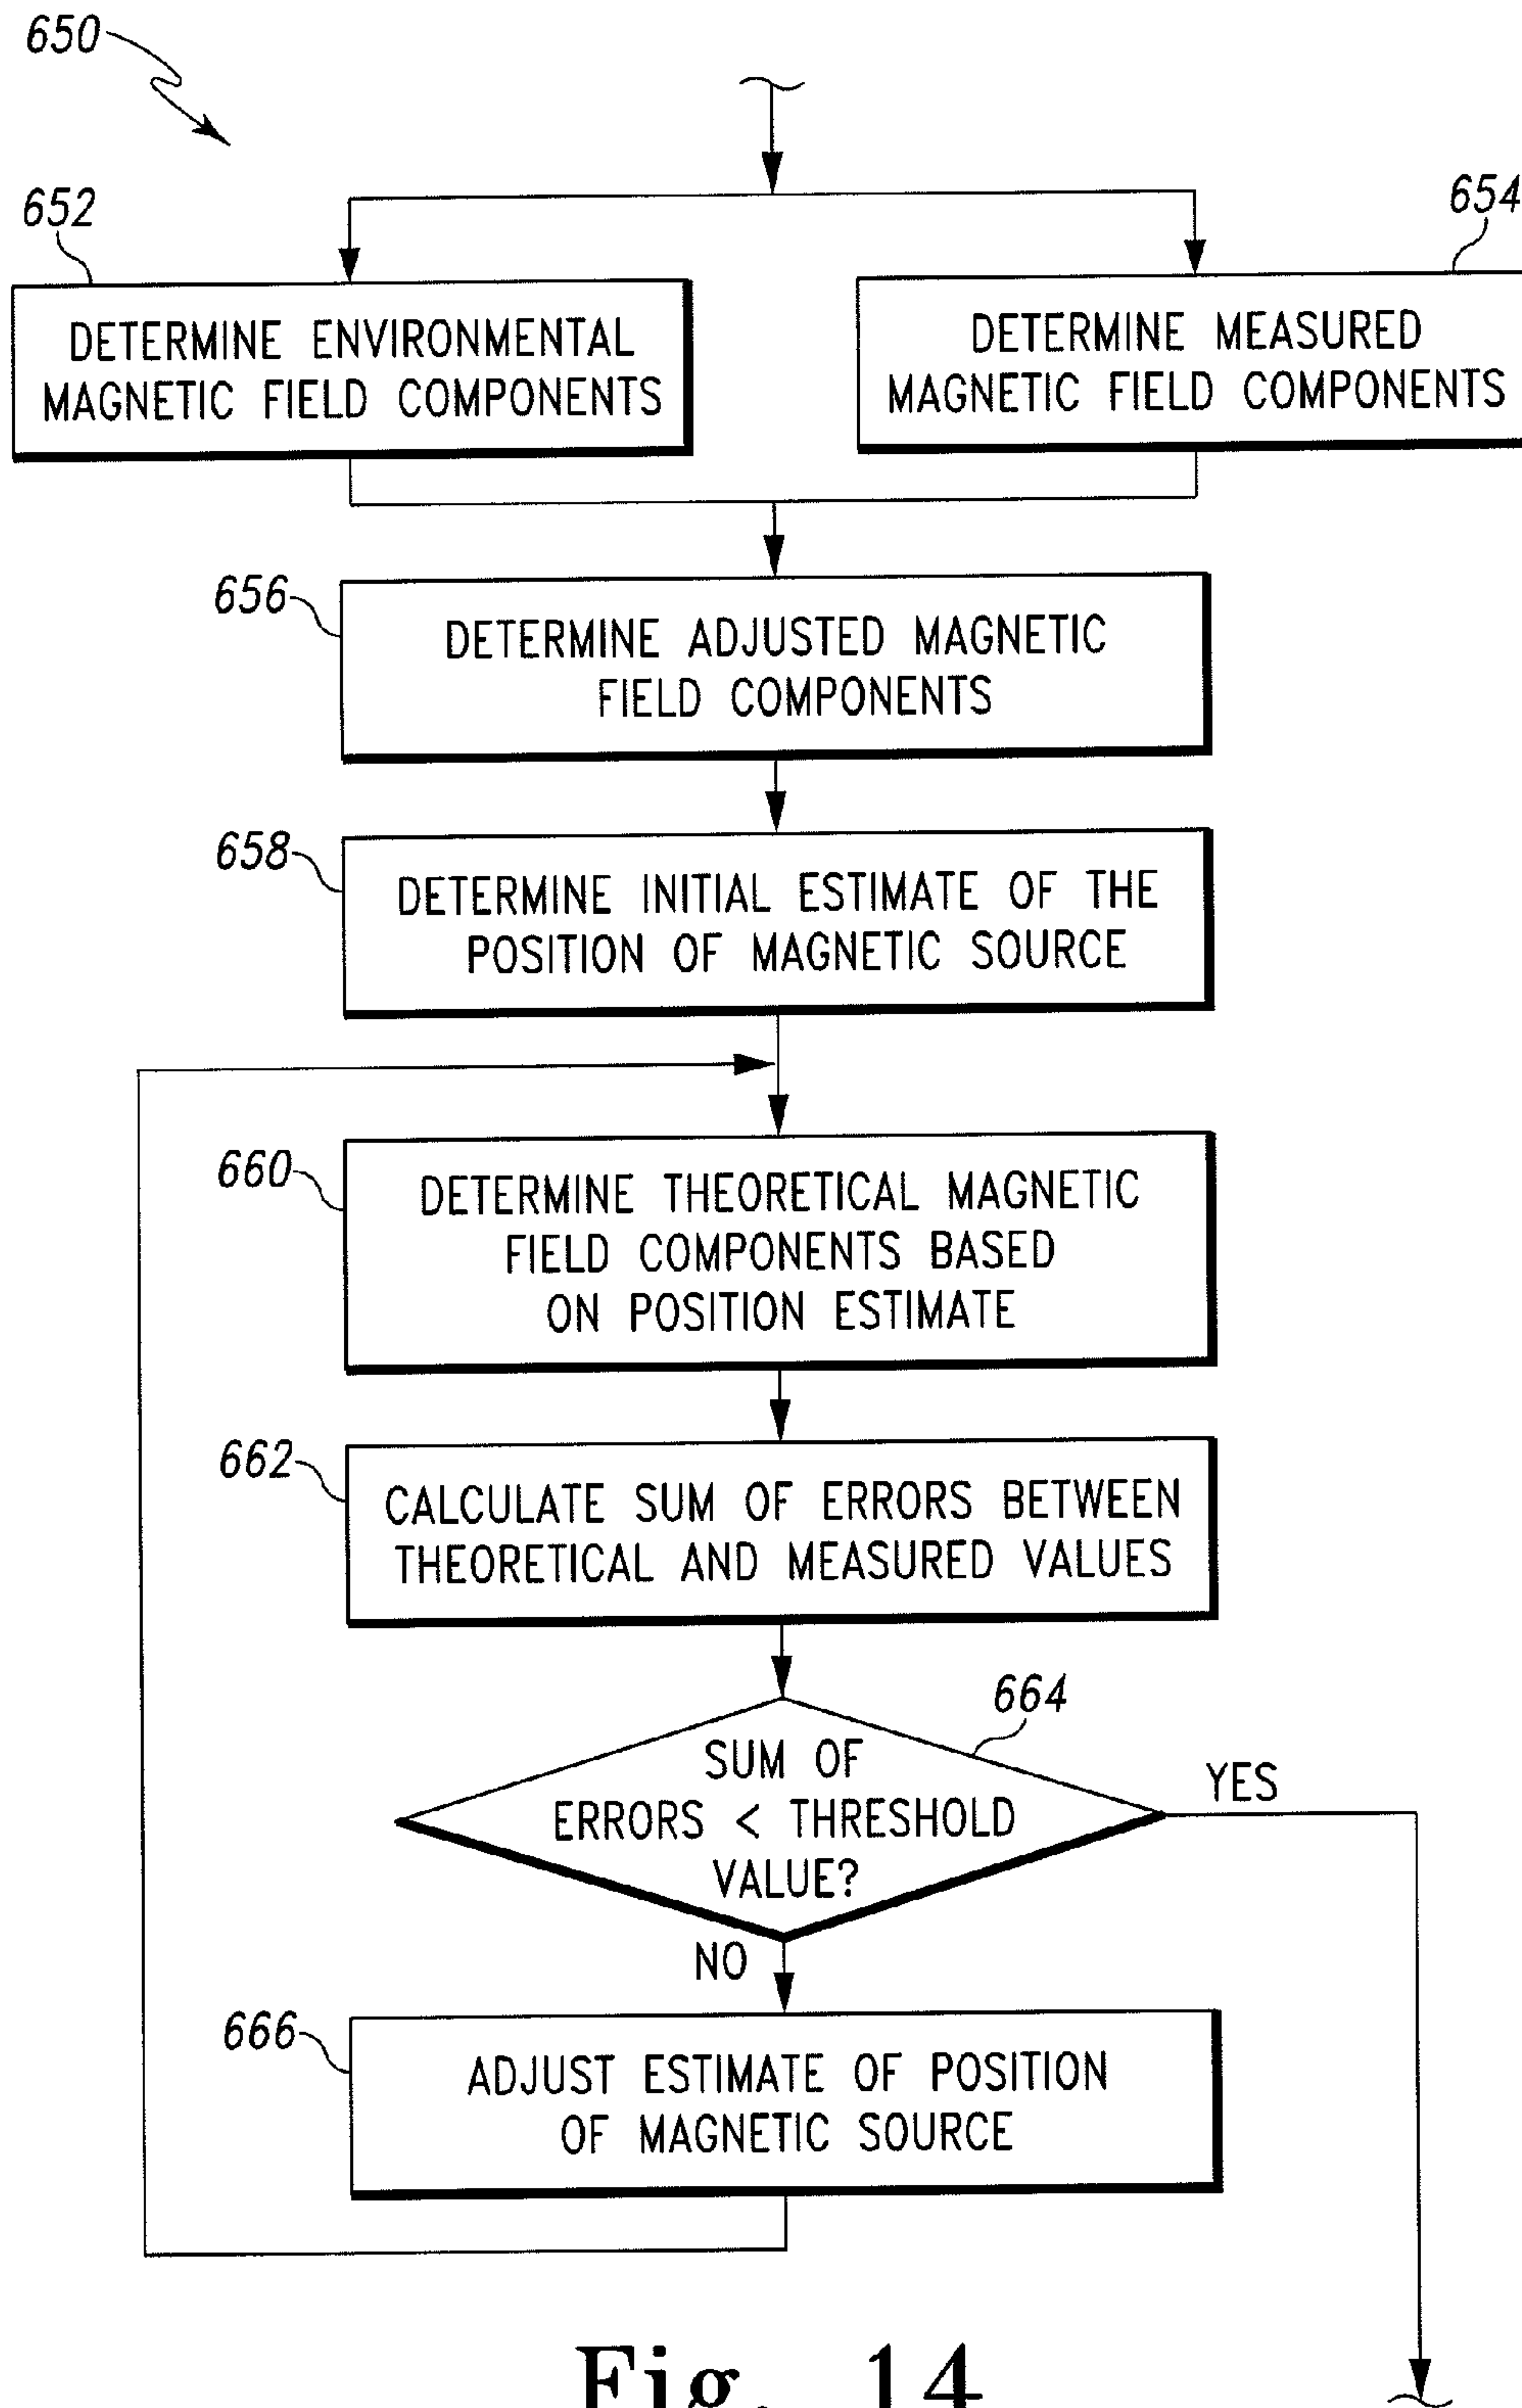 650
652
654
DETERMINE ENVIRONMENTAL
MAGNETIC FIELD COMPONENTS
DETERMINE MEASURED
MAGNETIC FIELD COMPONENTS
656
DETERMINE ADJUSTED MAGNETIC
FIELD COMPONENTS
658
DETERMINE INITIAL ESTIMATE OF THE
POSITION OF MAGNETIC SOURCE
660
DETERMINE THEORETICAL MAGNETIC
FIELD COMPONENTS BASED
ON POSITION ESTIMATE
662
CALCULATE SUM OF ERRORS BETWEEN
THEORETICAL AND MEASURED VALUES
664
SUM OF
ERRORS < THRESHOLD
VALUE?
YES
NO
666
ADJUST ESTIMATE OF POSITION
OF MAGNETIC SOURCE
Fig. 14